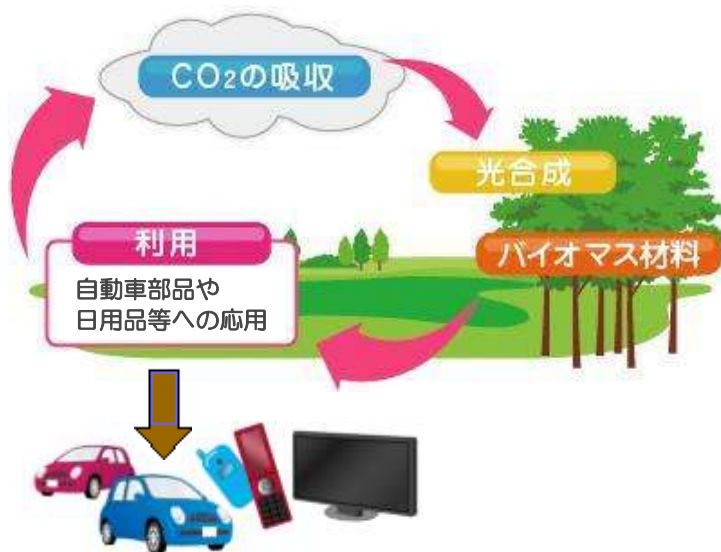 CO2の吸収
光合成
バイオマス材料
利用
自動車部品や
日用品等への応用